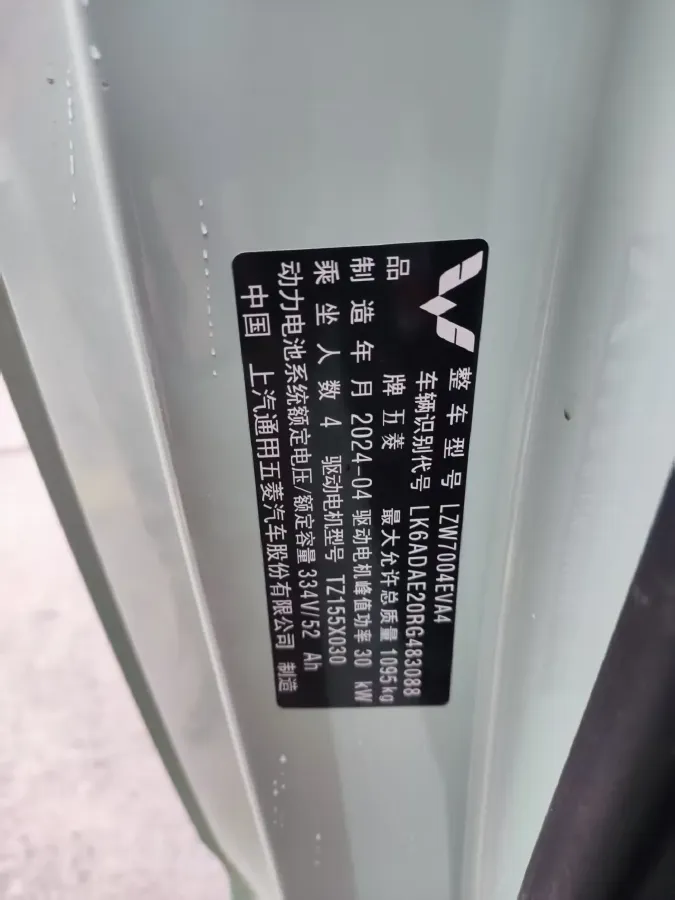 整车型号 LZW7004EVA4
车辆识别代号 LK6ADAE20RG483088
品牌 五菱 最大允许总质量 1095kg
制造年月 2024-04 驱动电机峰值功率 30 kW
乘坐人数 4 驱动电机型号 TZ155X030
动力电池系统额定电压/额定容量 334V/52 Ah
中国 上汽通用五菱汽车股份有限公司 制造